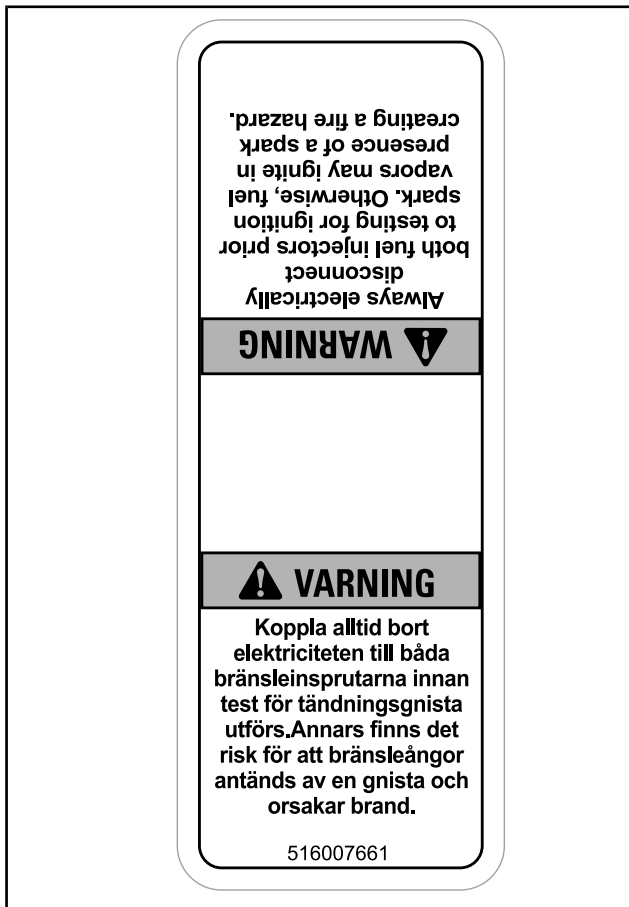 WARNING
Always electrically
disconnect
both fuel injectors prior
to testing for ignition
spark. Otherwise, fuel
vapors may ignite in
presence of a spark
creating a fire hazard.
VARNING
Koppla alltid bort
elektriciteten till båda
bränsleinsprutarna innan
test för tändningsgnista
utförs.Annars finns det
risk för att bränsleångor
antänds av en gnista och
orsakar brand.
516007661